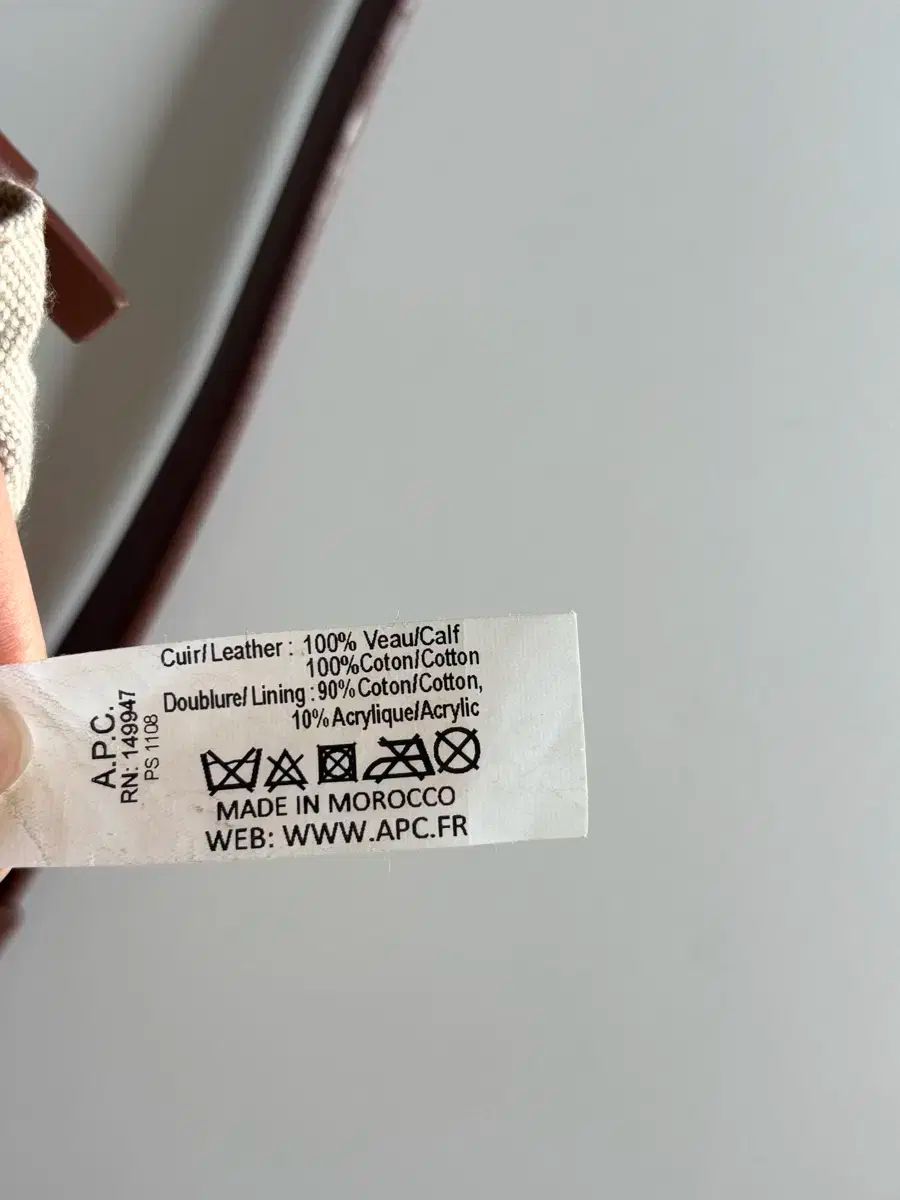 Cuir/Leather : 100% Veau/Calf
100%Coton/Cotton
Doublure/ Lining :90% Coton/Cotton,
10% Acrylique/Acrylic
MADE IN MOROCCO
WEB: WWW.APC.FR
A.P.C.
RN: 149947
PS 1108